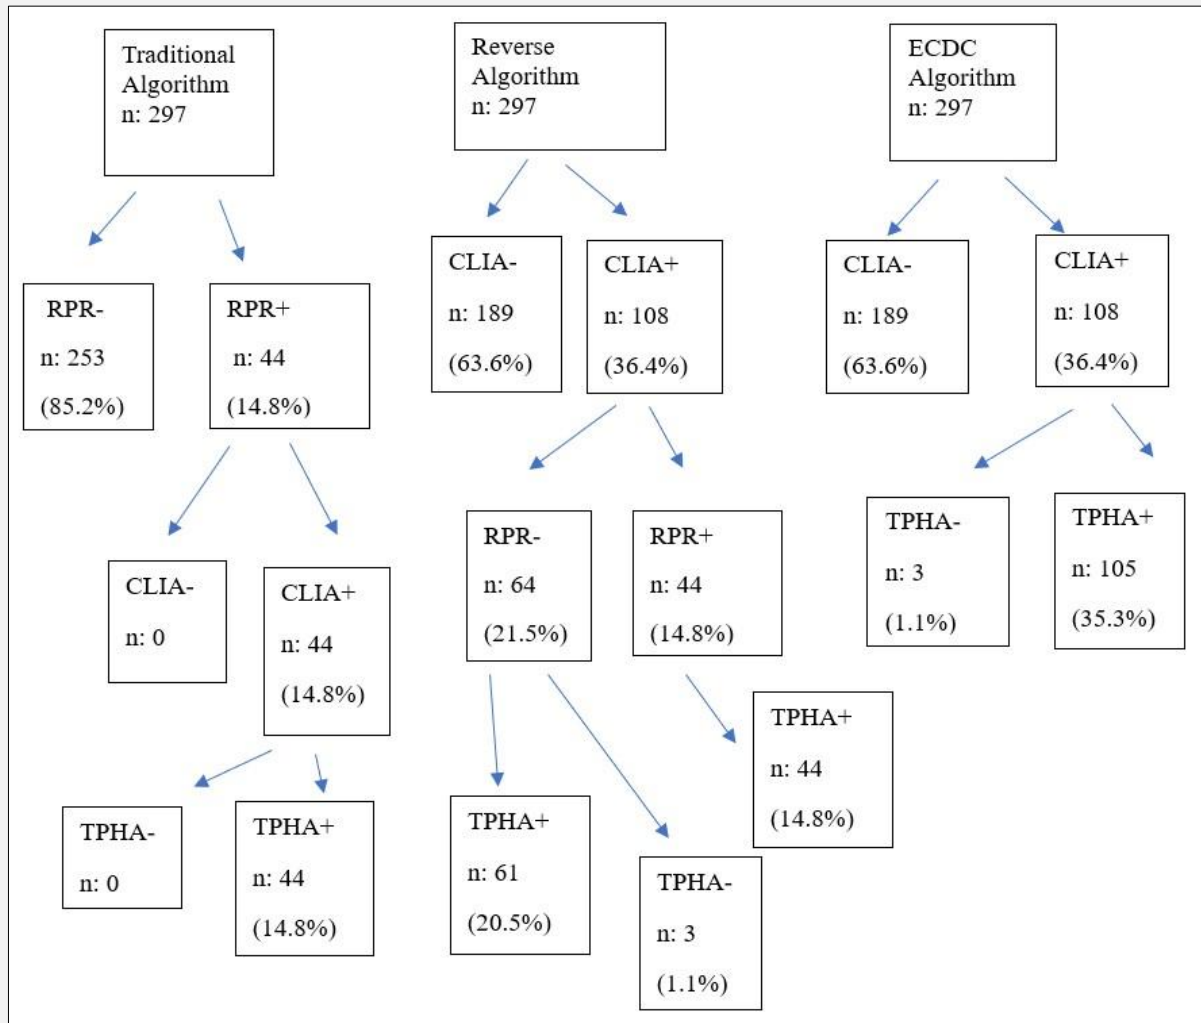 Traditional
Algorithm
n: 297
RPR-
n: 253
(85.2%)
RPR+
n: 44
(14.8%)
CLIA-
n: 0
CLIA+
n: 44
(14.8%)
TPHA-
n: 0
TPHA+
n: 44
(14.8%)
Reverse
Algorithm
n: 297
CLIA-
n: 189
(63.6%)
CLIA+
n: 108
(36.4%)
RPR-
n: 64
(21.5%)
RPR+
n: 44
(14.8%)
TPHA+
n: 61
(20.5%)
TPHA-
n: 3
(1.1%)
TPHA+
n: 44
(14.8%)
ECDC
Algorithm
n: 297
CLIA-
n: 189
(63.6%)
CLIA+
n: 108
(36.4%)
TPHA-
n: 3
(1.1%)
TPHA+
n: 105
(35.3%)